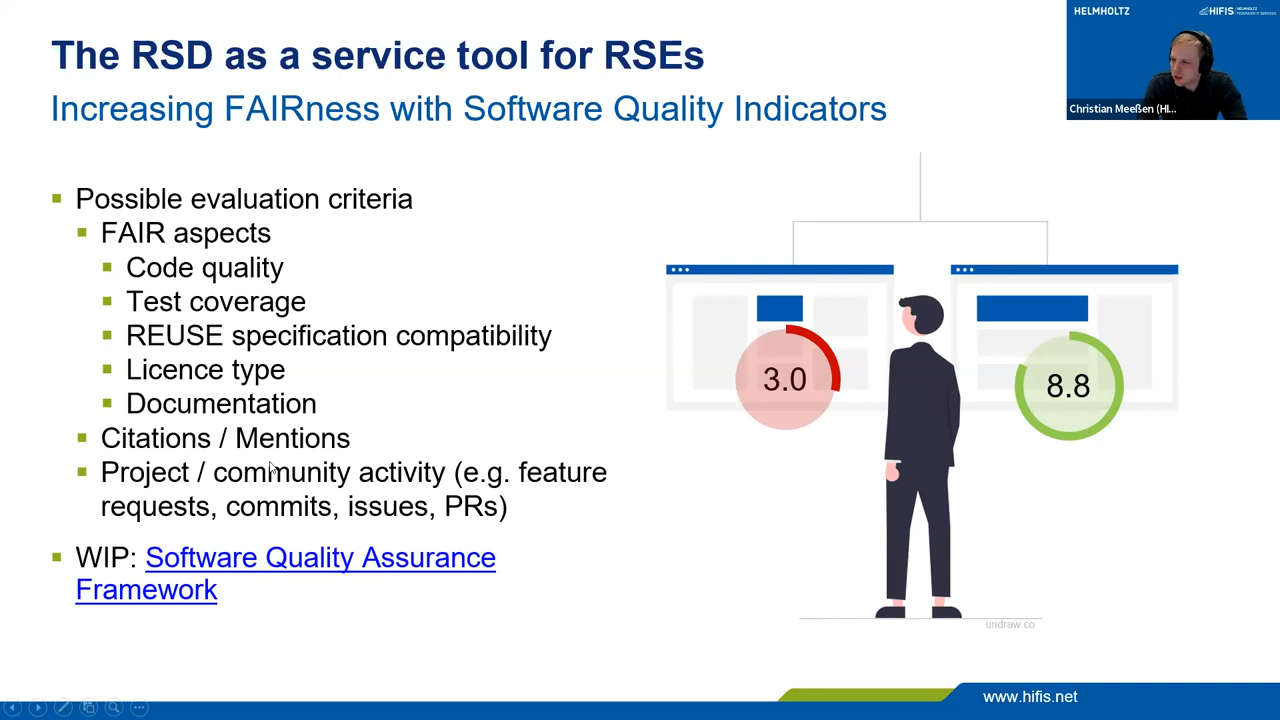 The RSD as a service tool for RSEs
Increasing FAIRness with Software Quality Indicators
HELMHOLTZ
HIFIS
Christian Meeßen (HI...
Possible evaluation criteria
FAIR aspects
Code quality
Test coverage
REUSE specification compatibility
Licence type
Documentation
Citations / Mentions
Project / community activity (e.g. feature
requests, commits, issues, PRs)
WIP: Software Quality Assurance
Framework
3.0
8.8
undraw.co
www.hifis.net